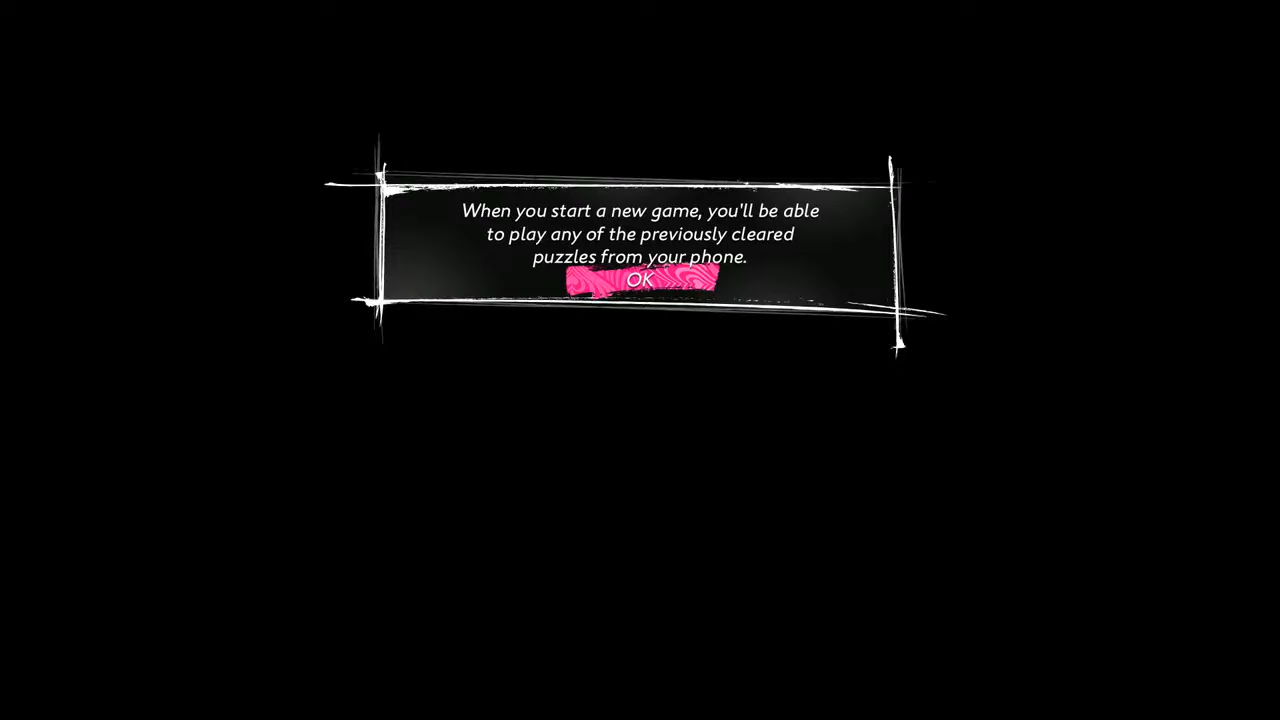 When you start a new game, you'll be able
to play any of the previously cleared
puzzles from your phone.
OK